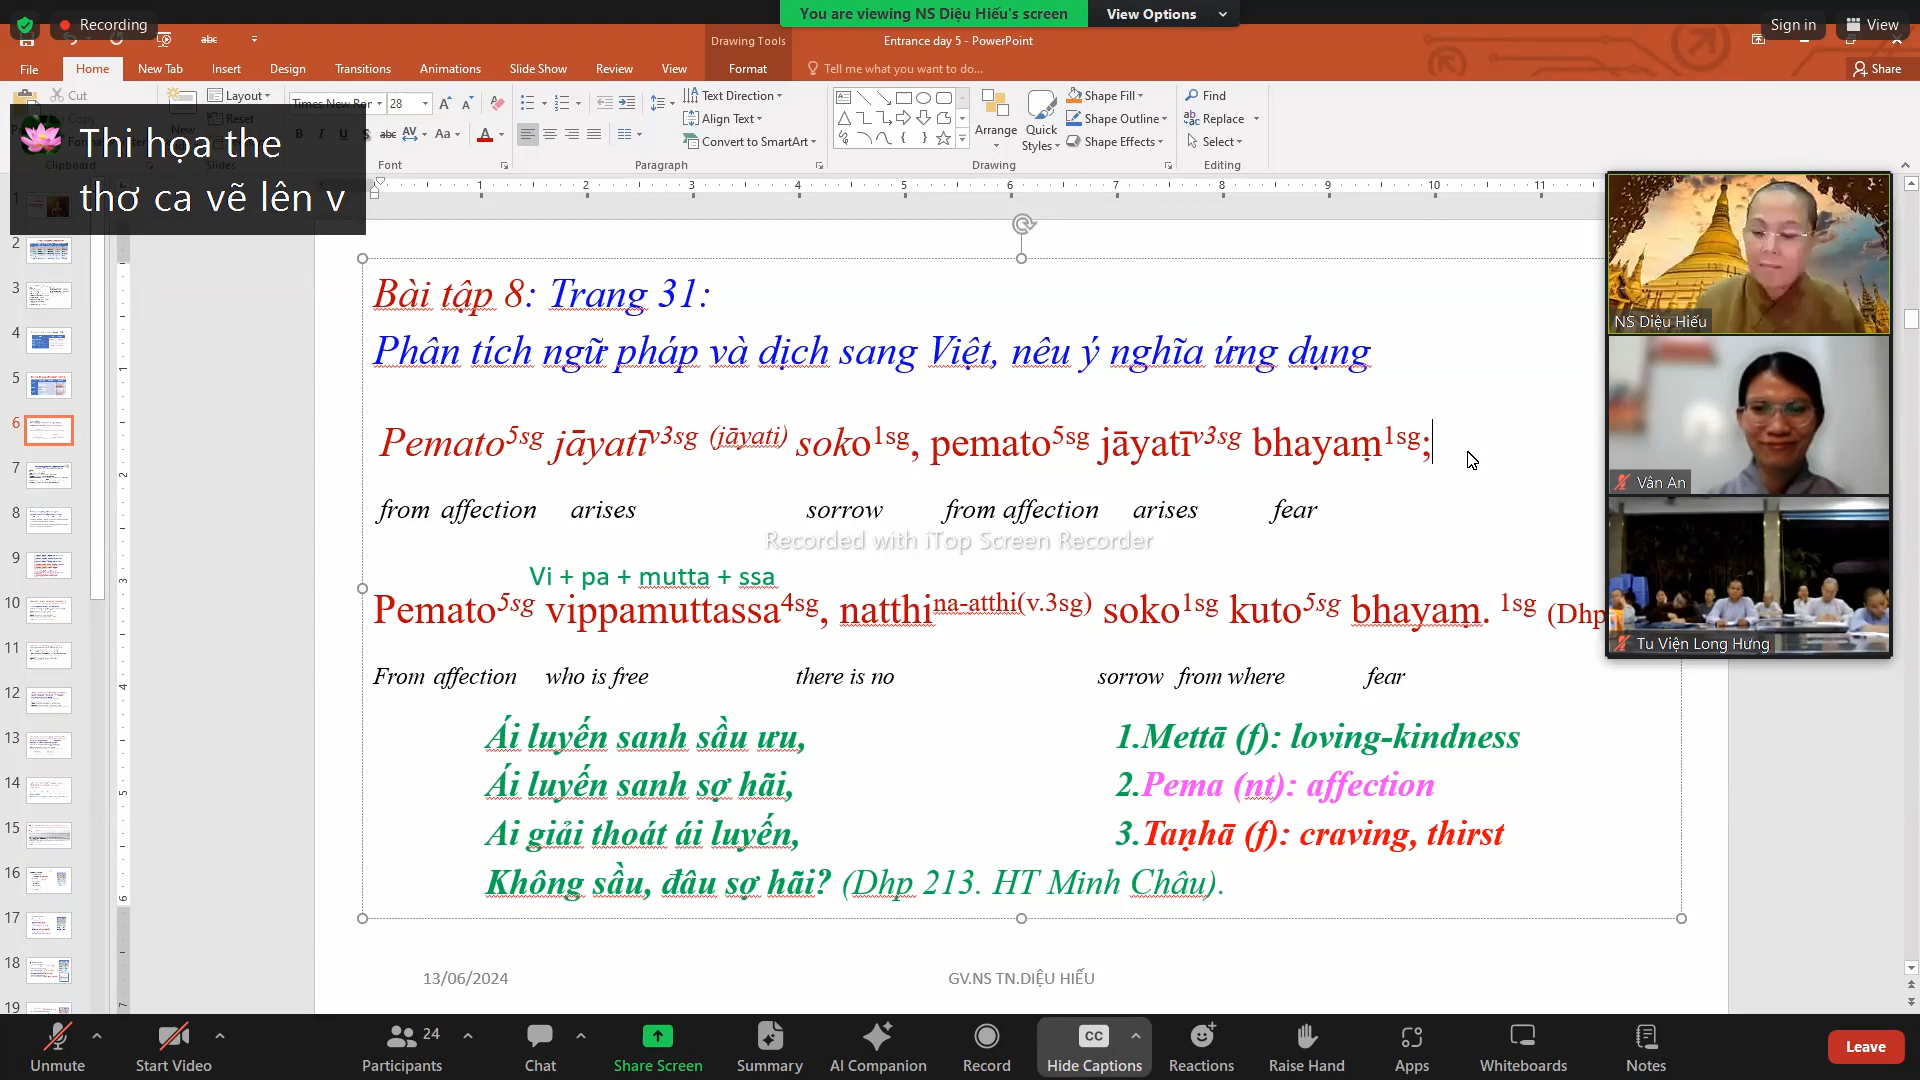 You are viewing NS Diệu Hiếu's screen
View Options
Recording
Sign in
View
Drawing Tools
Entrance day 5 - PowerPoint
File
Home
New Tab
Insert
Design
Transitions
Animations
Slide Show
Review
View
Format
Tell me what you want to do...
Share
Cut
Layout
Reset
Times New Ror
28
Text Direction
Align Text
Convert to SmartArt
Arrange
Quick Styles
Shape Fill
Shape Outline
Shape Effects
Find
Replace
Select
Font
Paragraph
Drawing
Editing
Thi họa the
thơ ca vẽ lên v
Bài tập 8: Trang 31:
Phân tích ngữ pháp và dịch sang Việt, nêu ý nghĩa ứng dụng
Pemato5sg jāyatīv3sg (jāyati) soko1sg, pemato5sg jāyatīv3sg bhayaṃ1sg;
from affection arises sorrow from affection arises fear
Recorded with iTop Screen Recorder
Vi + pa + mutta + ssa
Pemato5sg vippamuttassa4sg, natthina-atthi(v.3sg) soko1sg kuto5sg bhayaṃ. 1sg (Dhp
From affection who is free there is no sorrow from where fear
Ái luyến sanh sầu ưu,
Ái luyến sanh sợ hãi,
Ai giải thoát ái luyến,
Không sầu, đâu sợ hãi? (Dhp 213. HT Minh Châu).
1.Mettā (f): loving-kindness
2.Pema (nt): affection
3.Taṇhā (f): craving, thirst
13/06/2024
GV.NS TN.DIỆU HIẾU
NS Diệu Hiếu
Vân An
Tu Viện Long Hưng
Unmute
Start Video
24
Participants
Chat
Share Screen
Summary
AI Companion
Record
CC
Hide Captions
Reactions
Raise Hand
Apps
Whiteboards
Notes
Leave